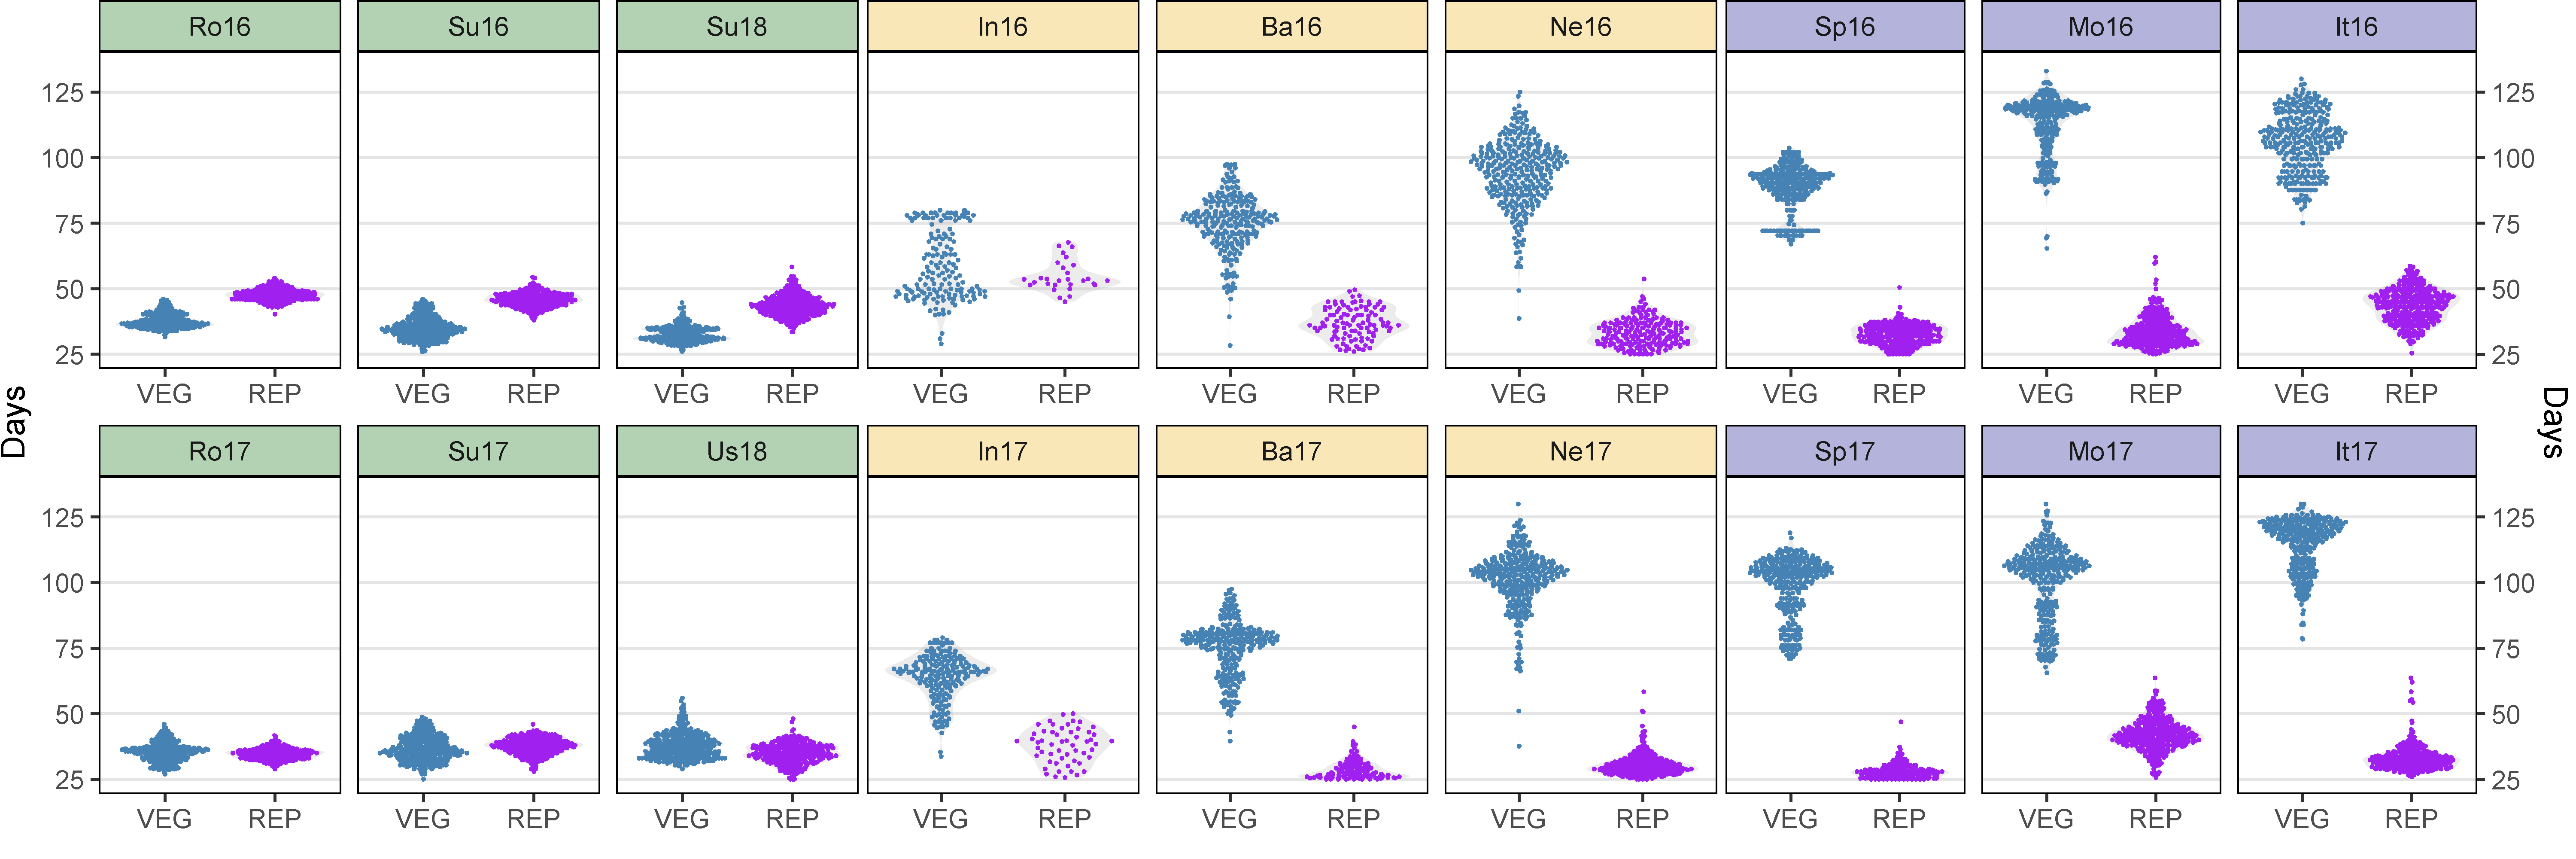 Ro16 Su16 Su18 In16 Ba16 Ne16 Sp16 Mo16 It16
125 125
100 100
75 75
50 50
25 25
VEG REP VEG REP VEG REP VEG REP VEG REP VEG REP VEG REP VEG REP VEG REP
Days Days
Ro17 Su17 Us18 In17 Ba17 Ne17 Sp17 Mo17 It17
125 125
100 100
75 75
50 50
25 25
VEG REP VEG REP VEG REP VEG REP VEG REP VEG REP VEG REP VEG REP VEG REP